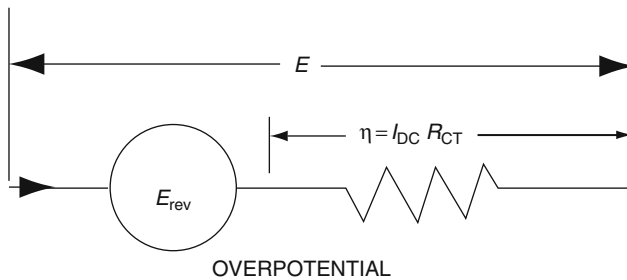 E
η = I_DC R_CT
E_rev
OVERPOTENTIAL